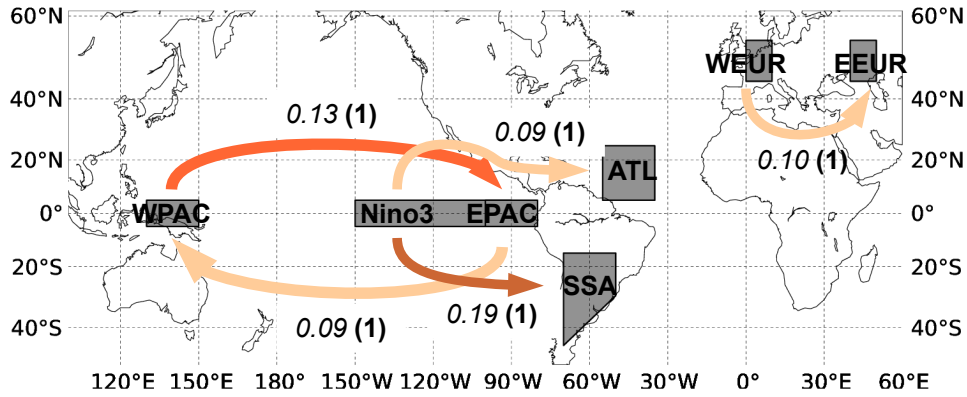 60°N 60°N
WEUR EEUR
40°N 40°N
0.13 (1) 0.09 (1)
0.10 (1)
20°N ATL 20°N
WPAC Nino3 EPAC
0° 0°
20°S 20°S
SSA
0.09 (1) 0.19 (1)
40°S 40°S
120°E 150°E 180° 150°W 120°W 90°W 60°W 30°W 0° 30°E 60°E